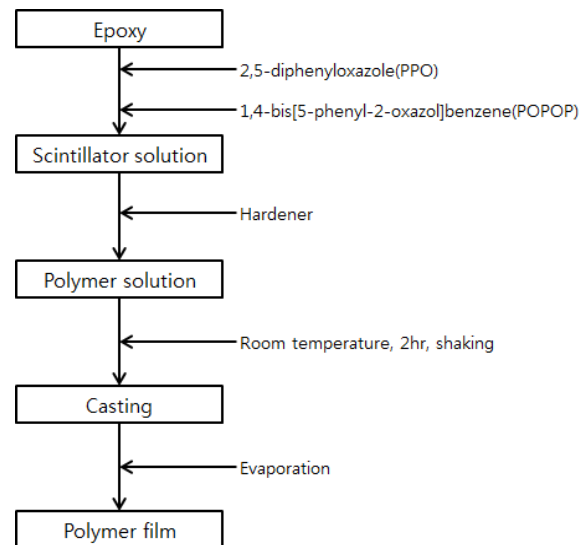 Epoxy
2,5-diphenyloxazole(PPO)
1,4-bis[5-phenyl-2-oxazol]benzene(POPOP)
Scintillator solution
Hardener
Polymer solution
Room temperature, 2hr, shaking
Casting
Evaporation
Polymer film